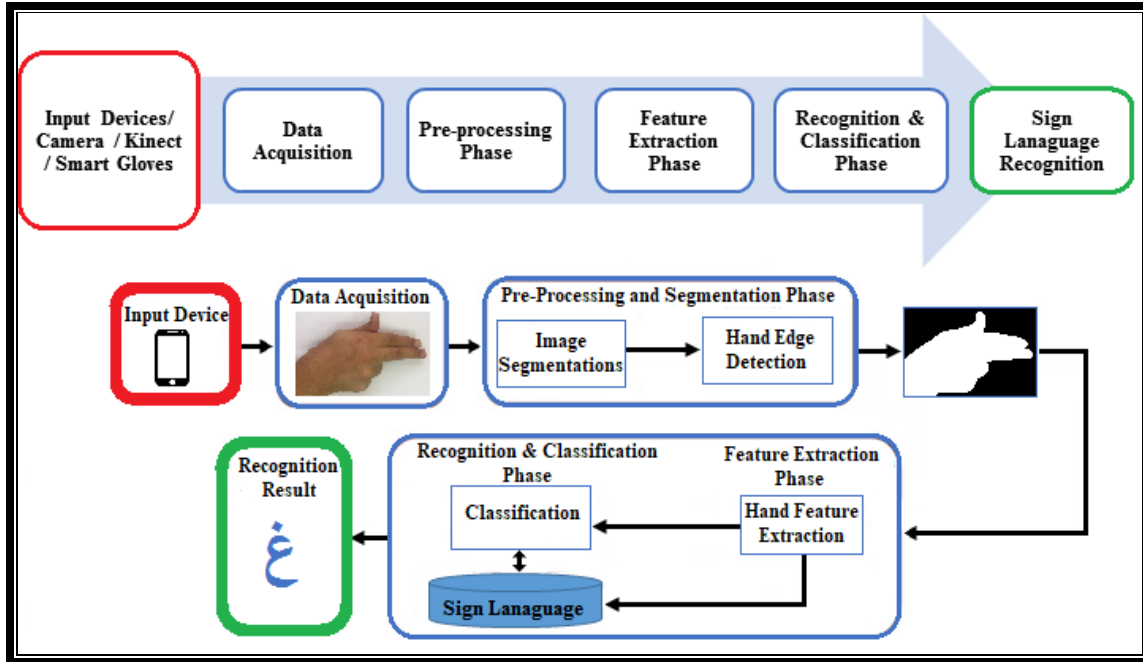 Input Devices/
Camera / Kinect
/ Smart Gloves
Data
Acquisition
Pre-processing
Phase
Feature
Extraction
Phase
Recognition &
Classification
Phase
Sign
Lanaguage
Recognition
Input Device
Data Acquisition
Pre-Processing and Segmentation Phase
Image
Segmentations
Hand Edge
Detection
Recognition
Result
غ
Recognition & Classification
Phase
Classification
Sign Lanaguage
Feature Extraction
Phase
Hand Feature
Extraction